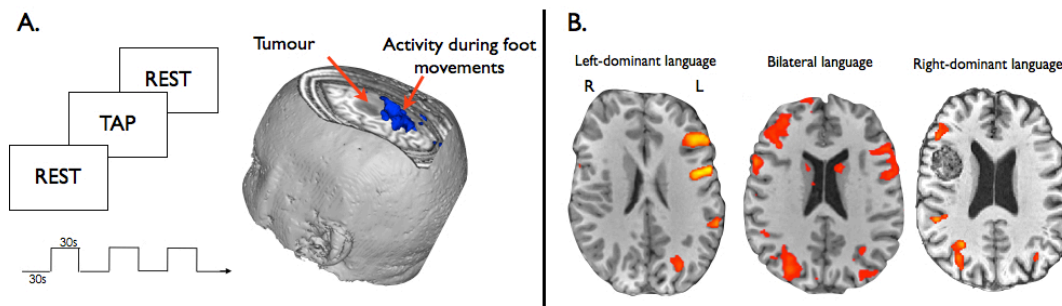 A.
REST
TAP
REST
30s
30s
Tumour
Activity during foot
movements
B.
Left-dominant language
Bilateral language
Right-dominant language
R
L